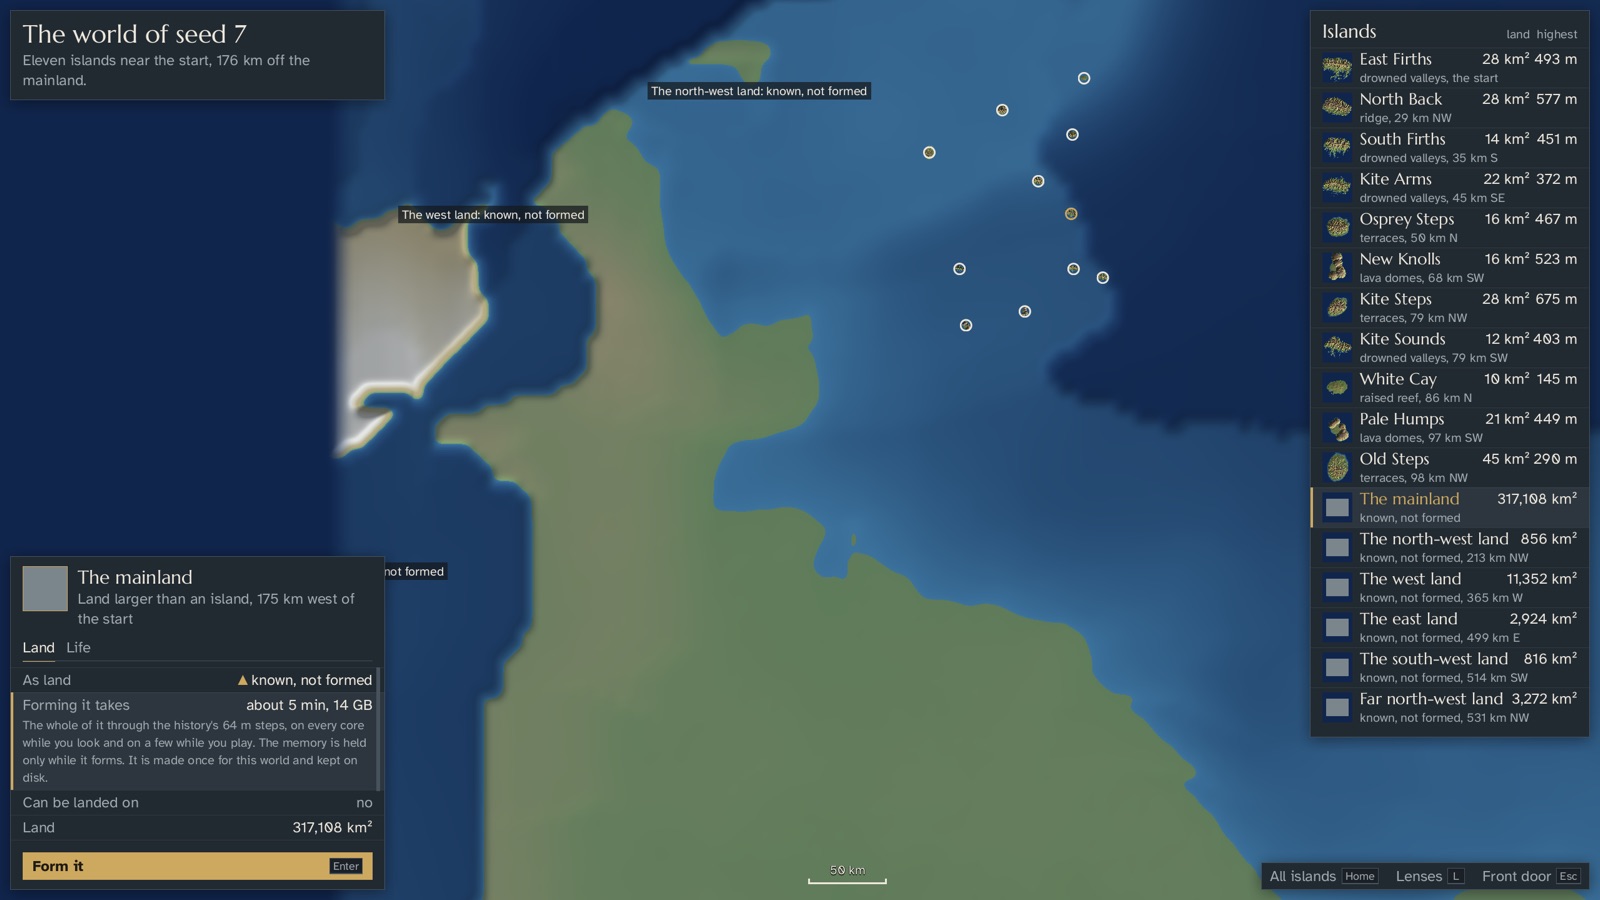 The world of seed 7
Eleven islands near the start, 176 km off the
mainland.
The north-west land: known, not formed
The west land: known, not formed
not formed
The mainland
Land larger than an island, 175 km west of
the start
Land Life
As land known, not formed
Forming it takes about 5 min, 14 GB
The whole of it through the history's 64 m steps, on every core
while you look and on a few while you play. The memory is held
only while it forms. It is made once for this world and kept on
disk.
Can be landed on no
Land 317,108 km²
Form it Enter
50 km
Islands land highest
East Firths 28 km² 493 m
drowned valleys, the start
North Back 28 km² 577 m
ridge, 29 km NW
South Firths 14 km² 451 m
drowned valleys, 35 km S
Kite Arms 22 km² 372 m
drowned valleys, 45 km SE
Osprey Steps 16 km² 467 m
terraces, 50 km N
New Knolls 16 km² 523 m
lava domes, 68 km SW
Kite Steps 28 km² 675 m
terraces, 79 km NW
Kite Sounds 12 km² 403 m
drowned valleys, 79 km SW
White Cay 10 km² 145 m
raised reef, 86 km N
Pale Humps 21 km² 449 m
lava domes, 97 km SW
Old Steps 45 km² 290 m
terraces, 98 km NW
The mainland 317,108 km²
known, not formed
The north-west land 856 km²
known, not formed, 213 km NW
The west land 11,352 km²
known, not formed, 365 km W
The east land 2,924 km²
known, not formed, 499 km E
The south-west land 816 km²
known, not formed, 514 km SW
Far north-west land 3,272 km²
known, not formed, 531 km NW
All islands Home Lenses L Front door Esc